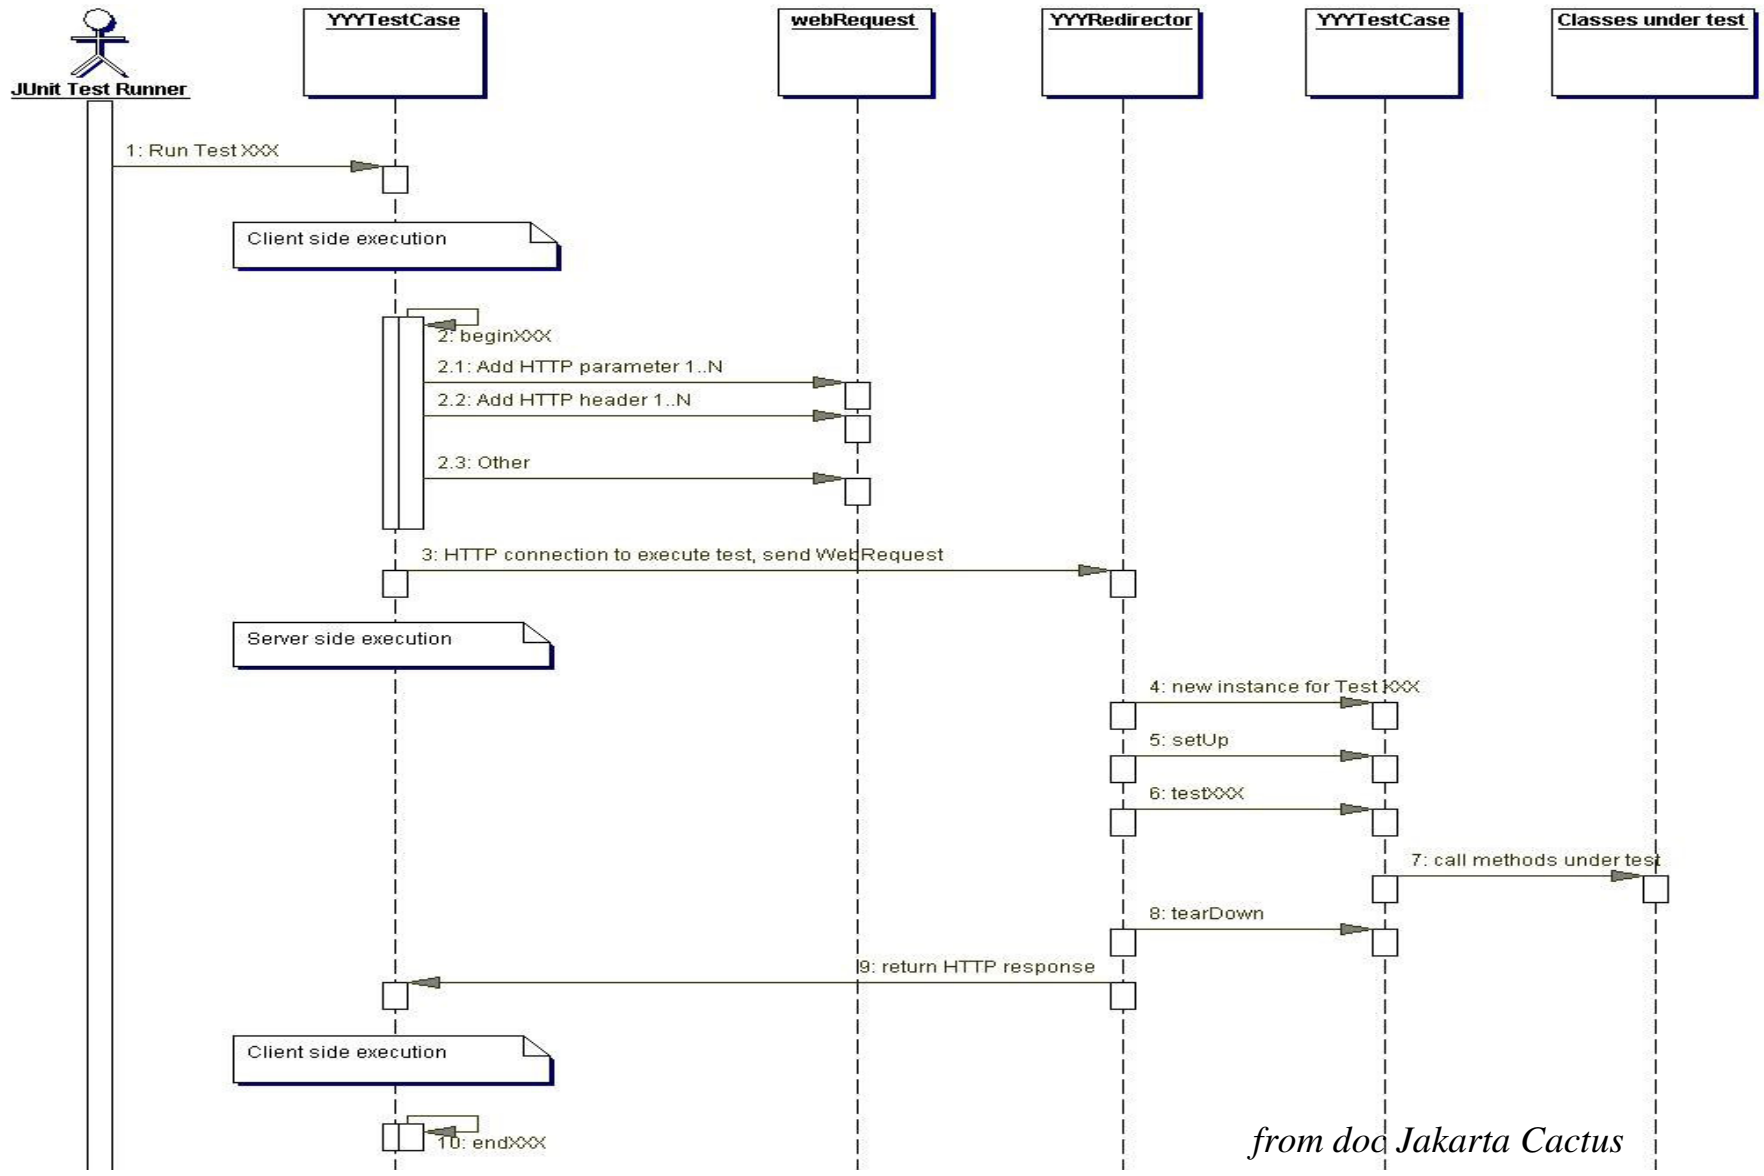 YYYTestCase
webRequest
YYYRedirector
YYYTestCase
Classes under test
JUnit Test Runner
1: Run Test XXX
Client side execution
2: beginXXX
2.1: Add HTTP parameter 1..N
2.2: Add HTTP header 1..N
2.3: Other
3: HTTP connection to execute test, send WebRequest
Server side execution
4: new instance for Test XXX
5: setUp
6: testXXX
7: call methods under test
8: tearDown
9: return HTTP response
Client side execution
10: endXXX
from doc Jakarta Cactus